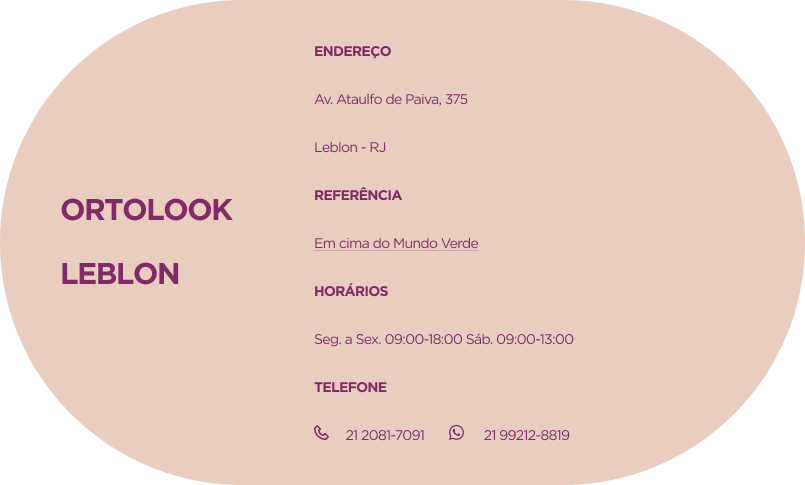 ORTOLOOK
LEBLON
ENDEREÇO
Av. Ataulfo de Paiva, 375
Leblon - RJ
REFERÊNCIA
Em cima do Mundo Verde
HORÁRIOS
Seg. a Sex. 09:00-18:00 Sáb. 09:00-13:00
TELEFONE
21 2081-7091 21 99212-8819